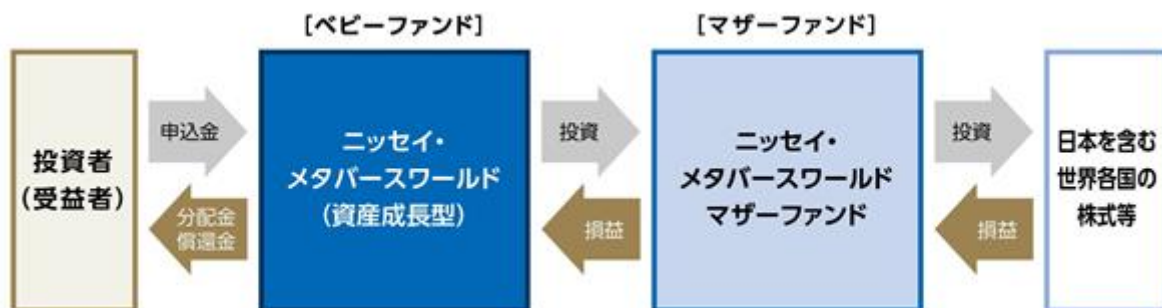 [ベビーファンド]
[マザーファンド]
投資者
（受益者）
申込金
分配金
償還金
ニッセイ・
メタバースワールド
（資産成長型）
投資
損益
ニッセイ・
メタバースワールド
マザーファンド
投資
損益
日本を含む
世界各国の
株式等